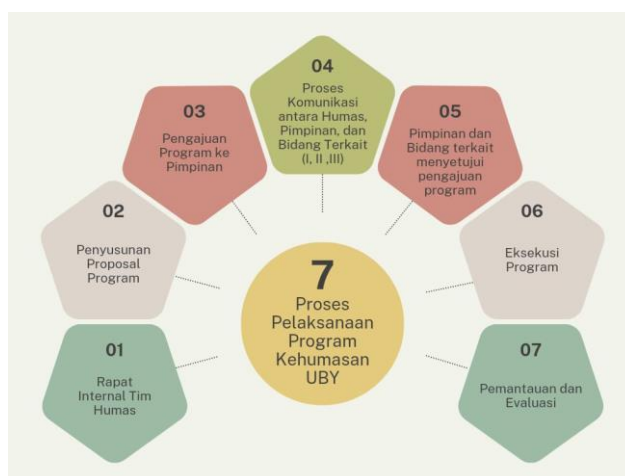 01
Rapat
Internal Tim
Humas
02
Penyusunan
Proposal
Program
03
Pengajuan
Program ke
Pimpinan
04
Proses
Komunikasi
antara Humas,
Pimpinan, dan
Bidang Terkait
(I, II ,III)
05
Pimpinan dan
Bidang terkait
menyetujui
pengajuan
program
06
Eksekusi
Program
07
Pemantauan dan
Evaluasi
7
Proses
Pelaksanaan
Program
Kehumasan
UBY